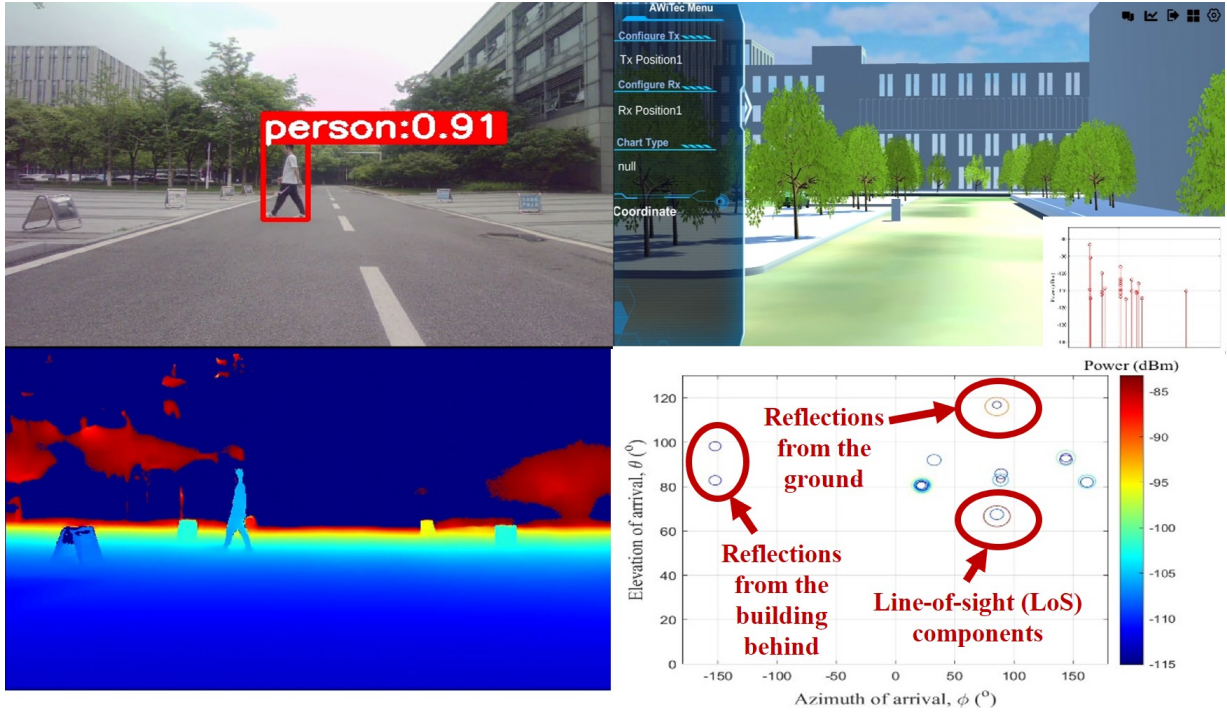 person:0.91
AWiTec Menu
Configure Tx
Tx Position1
Configure Rx
Rx Position1
Chart Type
null
Coordinate
Power (dBm)
-85
-90
-95
-100
-105
-110
-115
Elevation of arrival, θ (°)
120
100
80
60
40
20
0
Reflections
from the
ground
Reflections
from the
building
behind
Line-of-sight (LoS)
components
-150
-100
-50
0
50
100
150
Azimuth of arrival, ϕ (°)